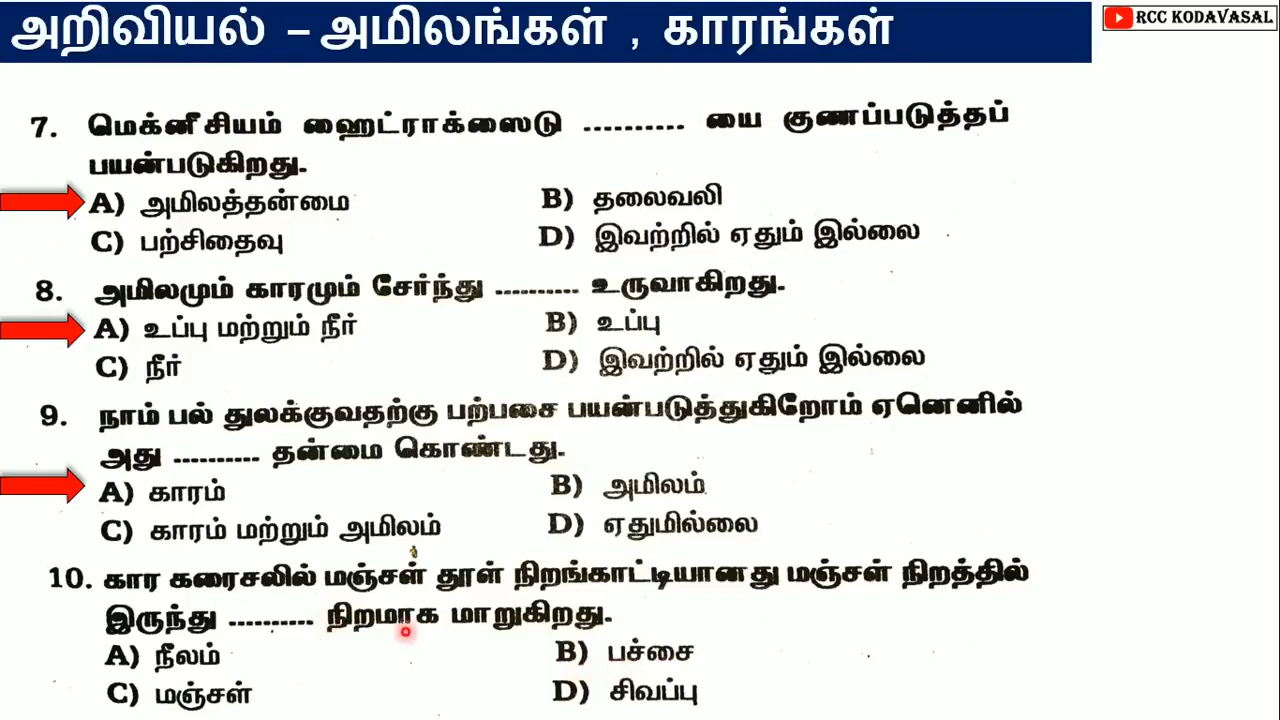 அறிவியல் – அமிலங்கள் , காரங்கள்
RCC KODAVASAL
7. மெக்னீசியம் ஹைட்ராக்ஸைடு .......... யை குணப்படுத்தப்
பயன்படுகிறது.
A) அமிலத்தன்மை B) தலைவலி
C) பற்சிதைவு D) இவற்றில் ஏதும் இல்லை
8. அமிலமும் காரமும் சேர்ந்து .......... உருவாகிறது.
A) உப்பு மற்றும் நீர் B) உப்பு
C) நீர் D) இவற்றில் ஏதும் இல்லை
9. நாம் பல் துலக்குவதற்கு பற்பசை பயன்படுத்துகிறோம் ஏனெனில்
அது .......... தன்மை கொண்டது.
A) காரம் B) அமிலம்
C) காரம் மற்றும் அமிலம் D) ஏதுமில்லை
10. கார கரைசலில் மஞ்சள் தூள் நிறங்காட்டியானது மஞ்சள் நிறத்தில்
இருந்து .......... நிறமாக மாறுகிறது.
A) நீலம் B) பச்சை
C) மஞ்சள் D) சிவப்பு